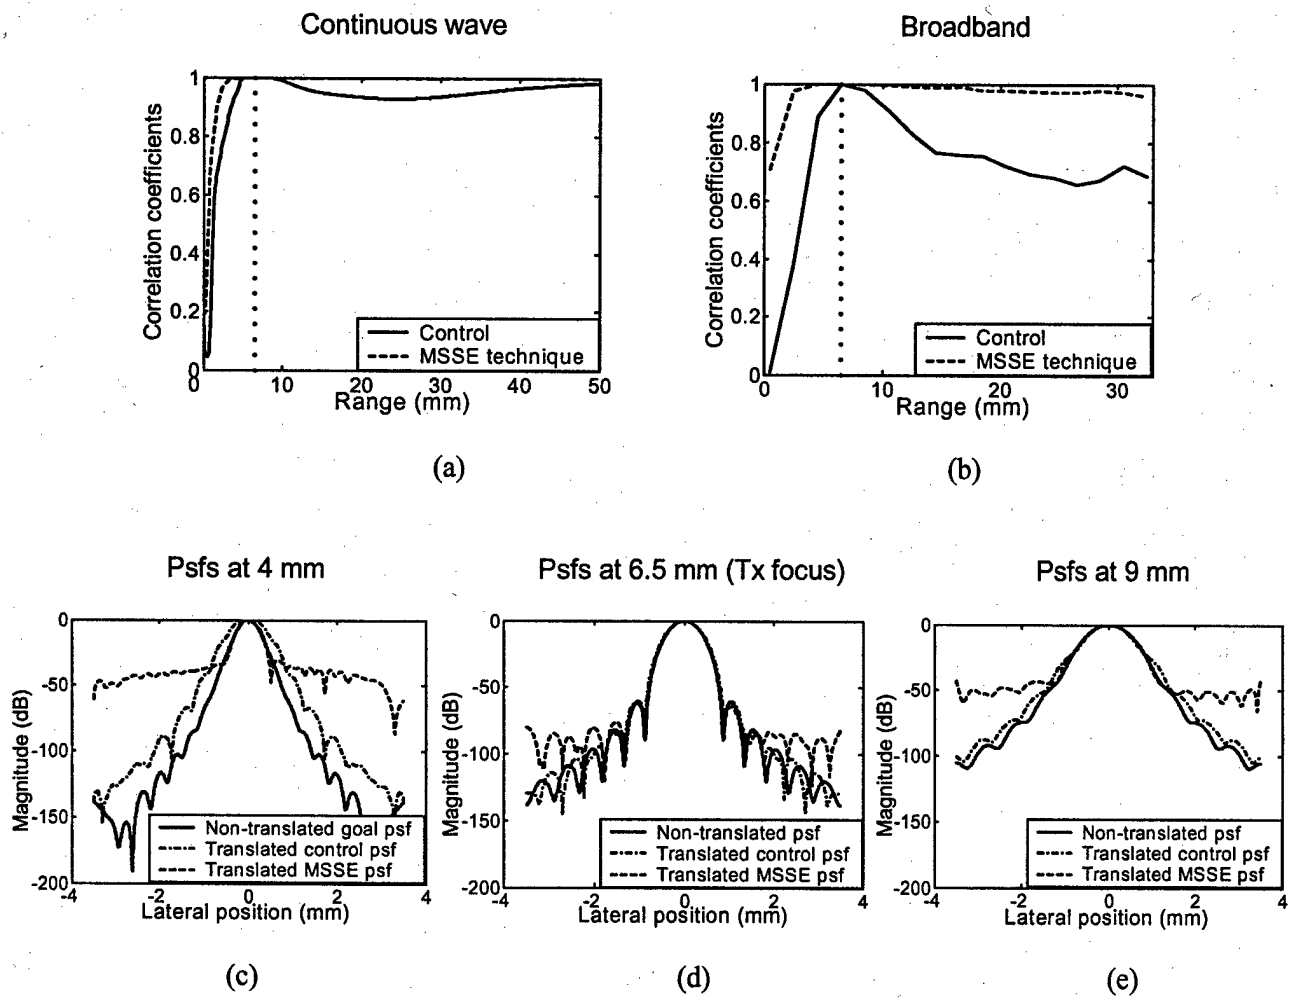 Continuous wave
Broadband
Correlation coefficients
1
0.8
0.6
0.4
0.2
0
0
10
20
30
40
50
Range (mm)
Control
MSSE technique
(a)
Correlation coefficients
1
0.8
0.6
0.4
0.2
0
0
10
20
30
Range (mm)
Control
MSSE technique
(b)
Psfs at 4 mm
Psfs at 6.5 mm (Tx focus)
Psfs at 9 mm
Magnitude (dB)
0
-50
-100
-150
-200
-4
-2
0
2
4
Lateral position (mm)
Non-translated goal psf
Translated control psf
Translated MSSE psf
(c)
Magnitude (dB)
0
-50
-100
-150
-200
-4
-2
0
2
4
Lateral position (mm)
Non-translated psf
Translated control psf
Translated MSSE psf
(d)
Magnitude (dB)
0
-50
-100
-150
-200
-4
-2
0
2
4
Lateral position (mm)
Non-translated psf
Translated control psf
Translated MSSE psf
(e)